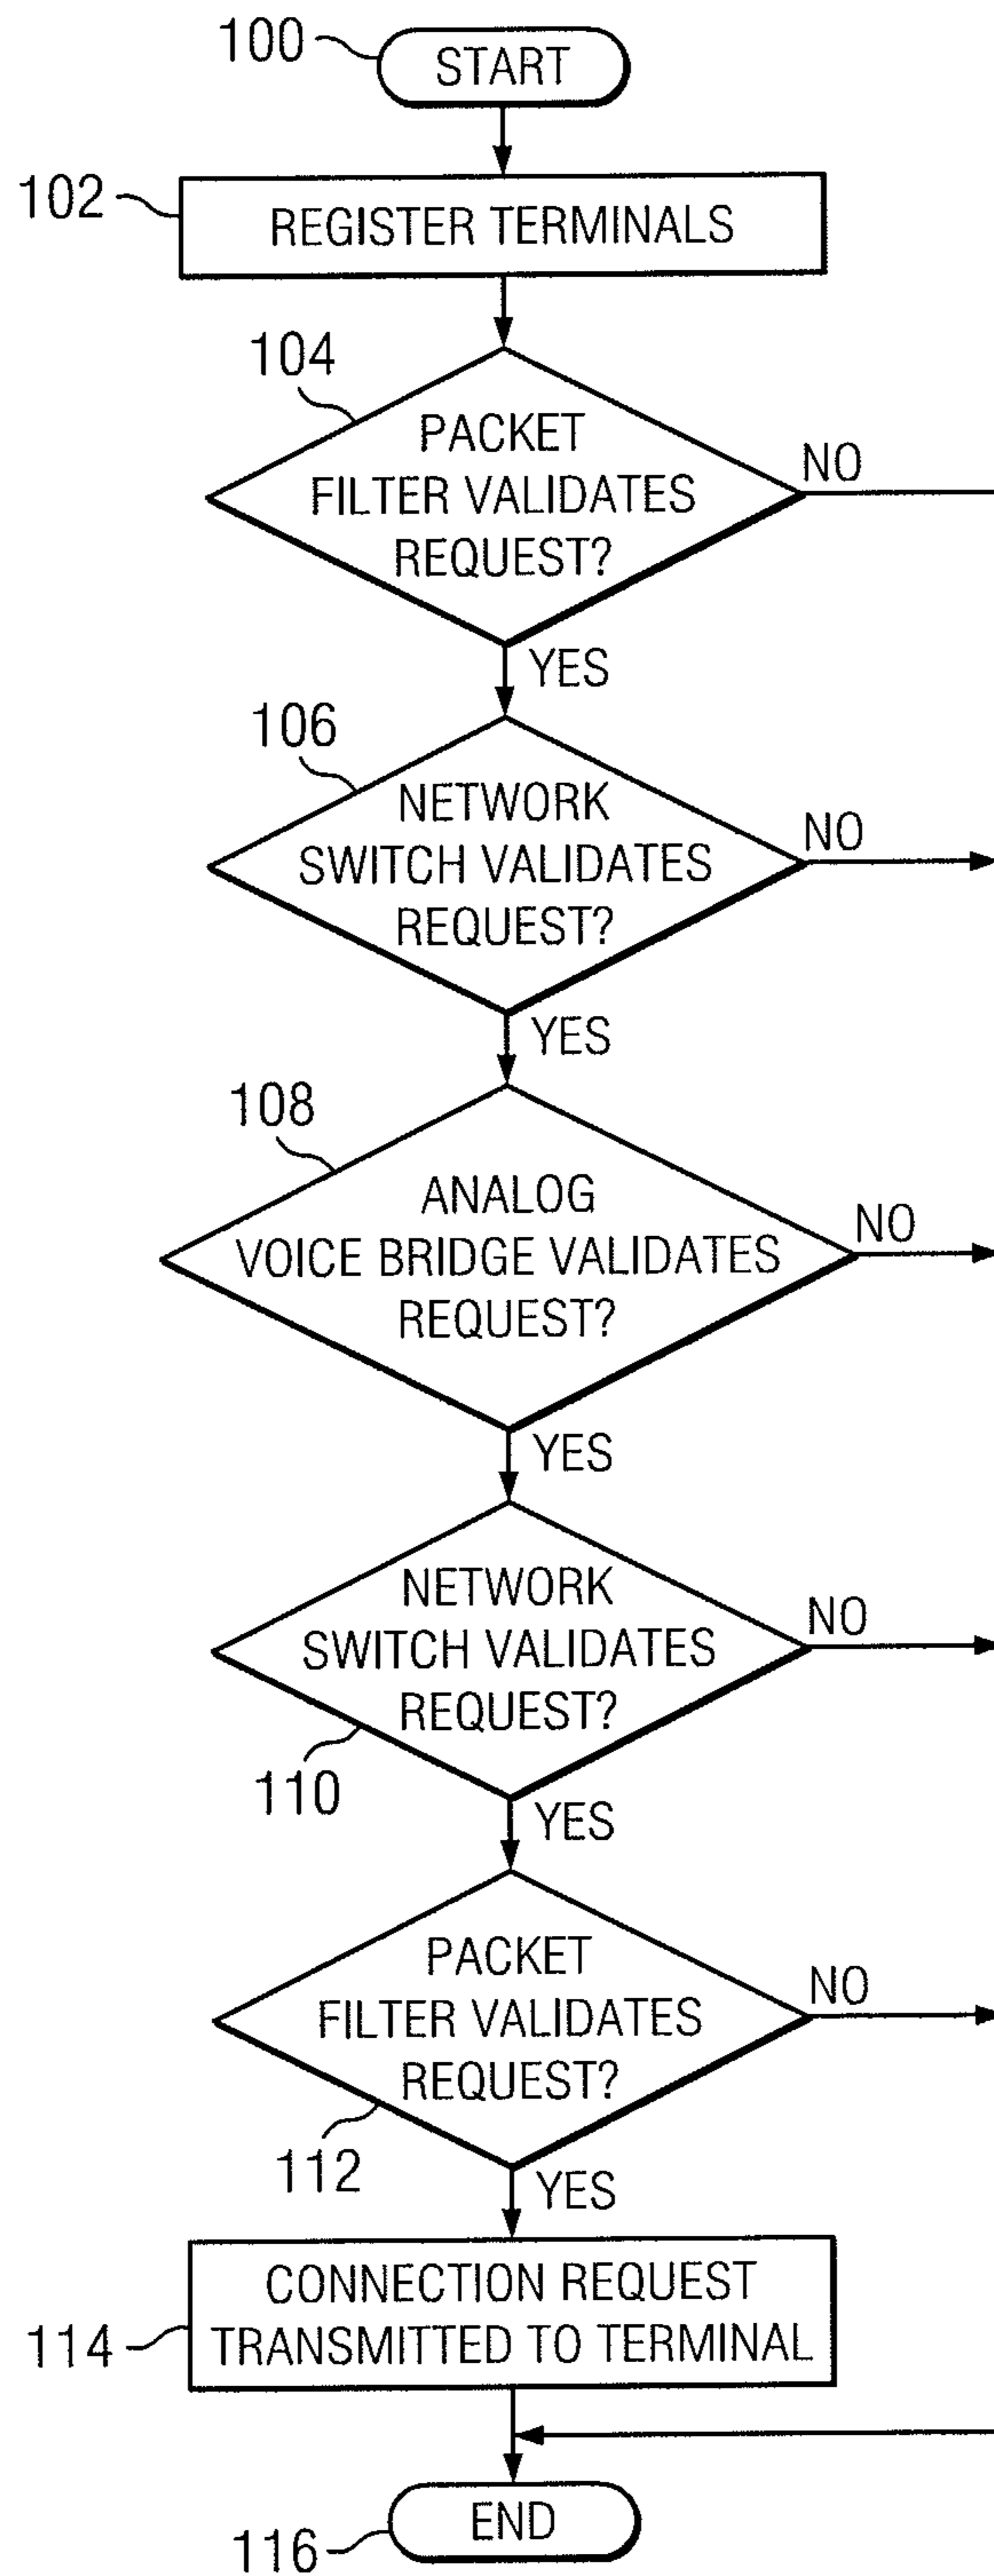 100
START
102
REGISTER TERMINALS
104
PACKET
FILTER VALIDATES
REQUEST?
NO
YES
106
NETWORK
SWITCH VALIDATES
REQUEST?
NO
YES
108
ANALOG
VOICE BRIDGE VALIDATES
REQUEST?
NO
YES
NETWORK
SWITCH VALIDATES
REQUEST?
NO
110
YES
PACKET
FILTER VALIDATES
REQUEST?
NO
112
YES
CONNECTION REQUEST
TRANSMITTED TO TERMINAL
114
END
116